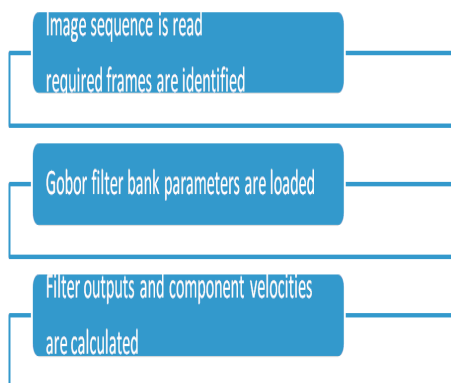 Image sequence is read
required frames are identified
Gobor filter bank parameters are loaded
Filter outputs and component velocities
are calculated